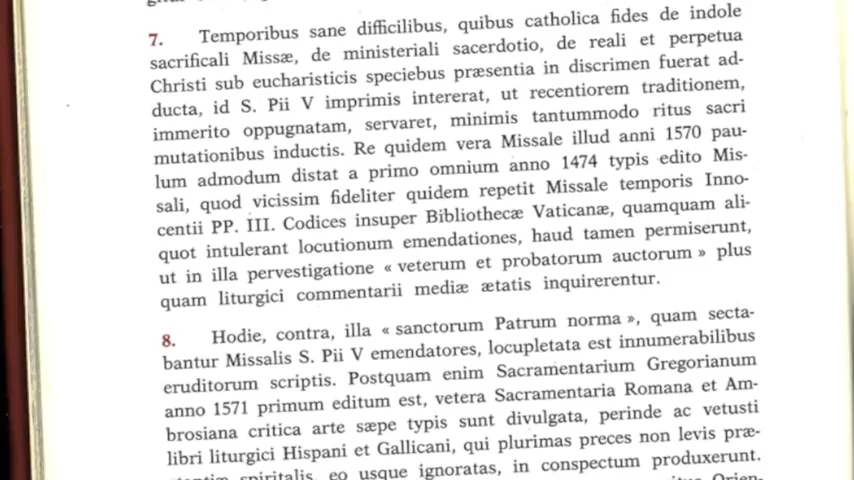 7. Temporibus sane difficilibus, quibus catholica fides de indole
sacrificali Missæ, de ministeriali sacerdotio, de reali et perpetua
Christi sub eucharisticis speciebus præsentia in discrimen fuerat ad-
ducta, id S. Pii V imprimis intererat, ut recentiorem traditionem,
immerito oppugnatam, servaret, minimis tantummodo ritus sacri
mutationibus inductis. Re quidem vera Missale illud anni 1570 pau-
lum admodum distat a primo omnium anno 1474 typis edito Mis-
sali, quod vicissim fideliter quidem repetit Missale temporis Inno-
centii PP. III. Codices insuper Bibliothecæ Vaticanæ, quamquam ali-
quot intulerant locutionum emendationes, haud tamen permiserunt,
ut in illa pervestigatione « veterum et probatorum auctorum » plus
quam liturgici commentarii mediæ ætatis inquirerentur.
8. Hodie, contra, illa « sanctorum Patrum norma », quam secta-
bantur Missalis S. Pii V emendatores, locupletata est innumerabilibus
eruditorum scriptis. Postquam enim Sacramentarium Gregorianum
anno 1571 primum editum est, vetera Sacramentaria Romana et Am-
brosiana critica arte sæpe typis sunt divulgata, perinde ac vetusti
libri liturgici Hispani et Gallicani, qui plurimas preces non levis præ-
spiritalis, eo usque ignoratas, in conspectum produxerunt.
Orien-